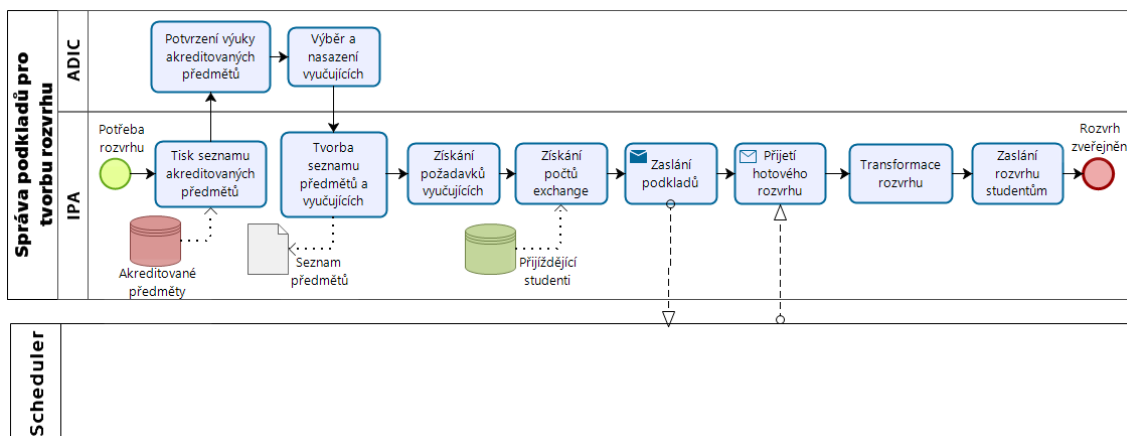 Správa podkladů pro
tvorbu rozvrhu
ADIC
Potvrzení výuky
akreditovaných
předmětů
Výběr a
nasazení
vyučujících
IPA
Potřeba
rozvrhu
Tisk seznamu
akreditovaných
předmětů
Tvorba
seznamu
předmětů a
vyučujících
Získání
požadavků
vyučujících
Získání
počtů
exchange
Zaslání
podkladů
Přijetí
hotového
rozvrhu
Transformace
rozvrhu
Zaslání
rozvrhu
studentům
Rozvrh
zveřejněn
Akreditované
předměty
Seznam
předmětů
Přijíždějící
studenti
Scheduler